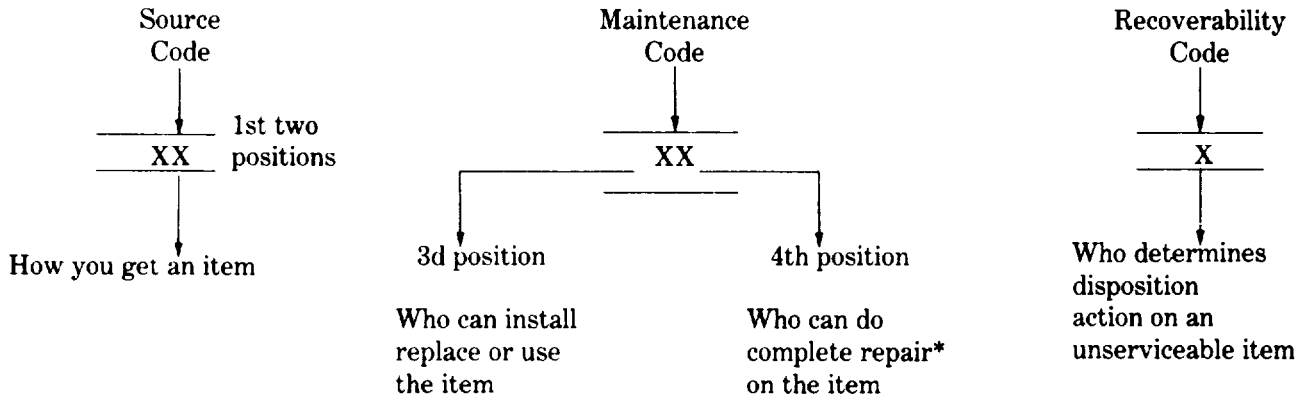 Source
Code
1st two
XX positions
How you get an item
Maintenance
Code
XX
3d position
Who can install
replace or use
the item
4th position
Who can do
complete repair*
on the item
Recoverability
Code
X
Who determines
disposition
action on an
unserviceable item